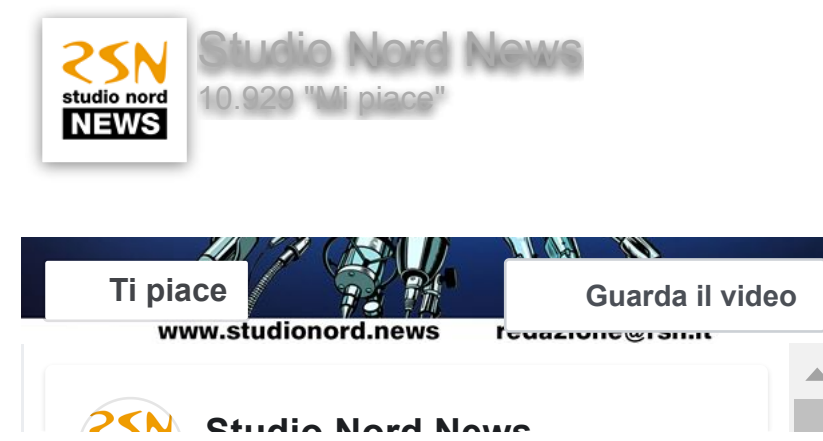 RSN
studio nord
NEWS
Studio Nord News
10.929 "Mi piace"
Ti piace
Guarda il video
www.studionord.news redazione@rsn.it
RSN
Studio Nord News